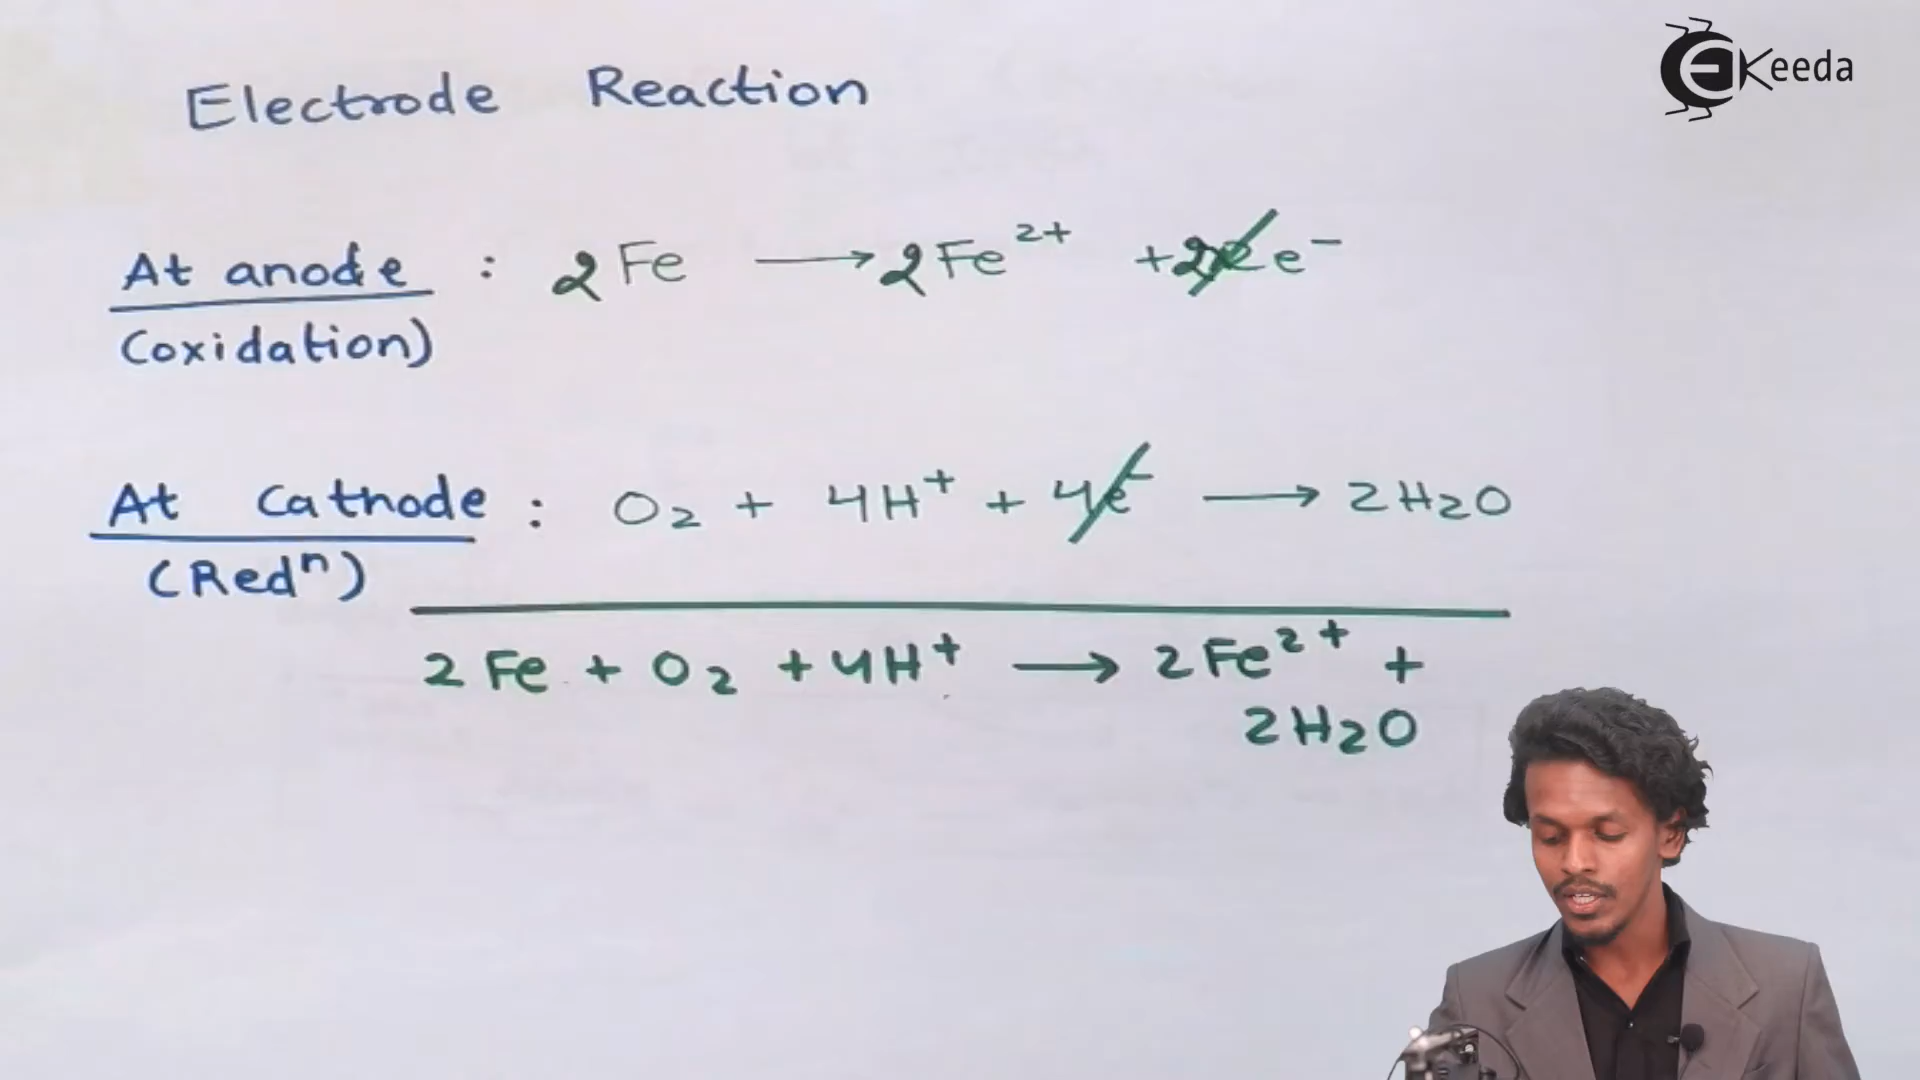 EKeeda
Electrode Reaction
At anode : 2Fe ⟶ 2Fe²⁺ + 2×2e⁻
(oxidation)
At Cathode : O₂ + 4H⁺ + 4e⁻ ⟶ 2H₂O
(Redⁿ)
2Fe + O₂ + 4H⁺ ⟶ 2Fe²⁺ +
2H₂O